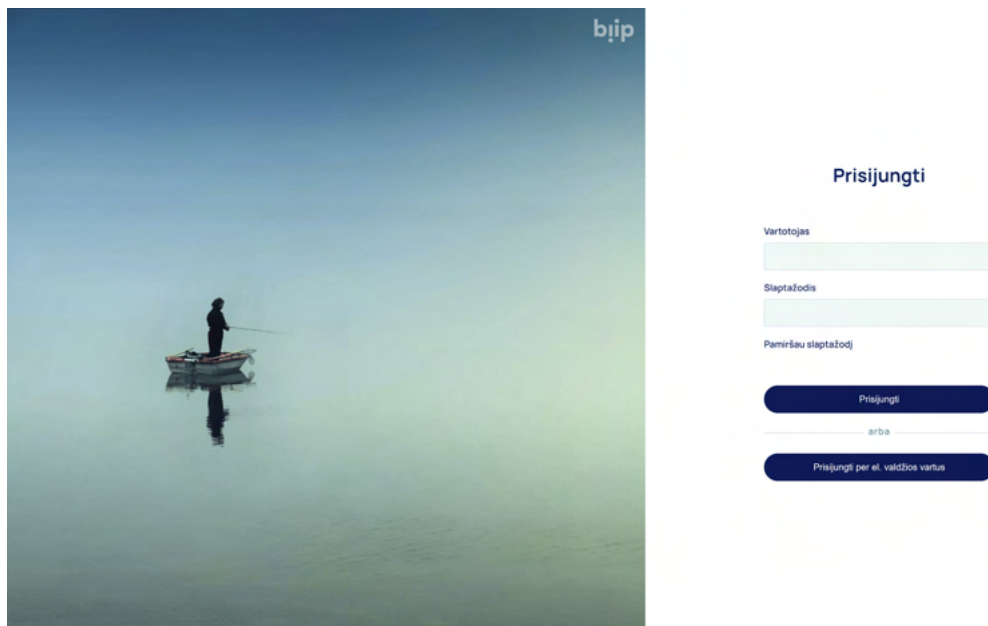 biip
Prisijungti
Vartotojas
Slaptažodis
Pamiršau slaptažodį
Prisijungti
arba
Prisijungti per el. valdžios vartus